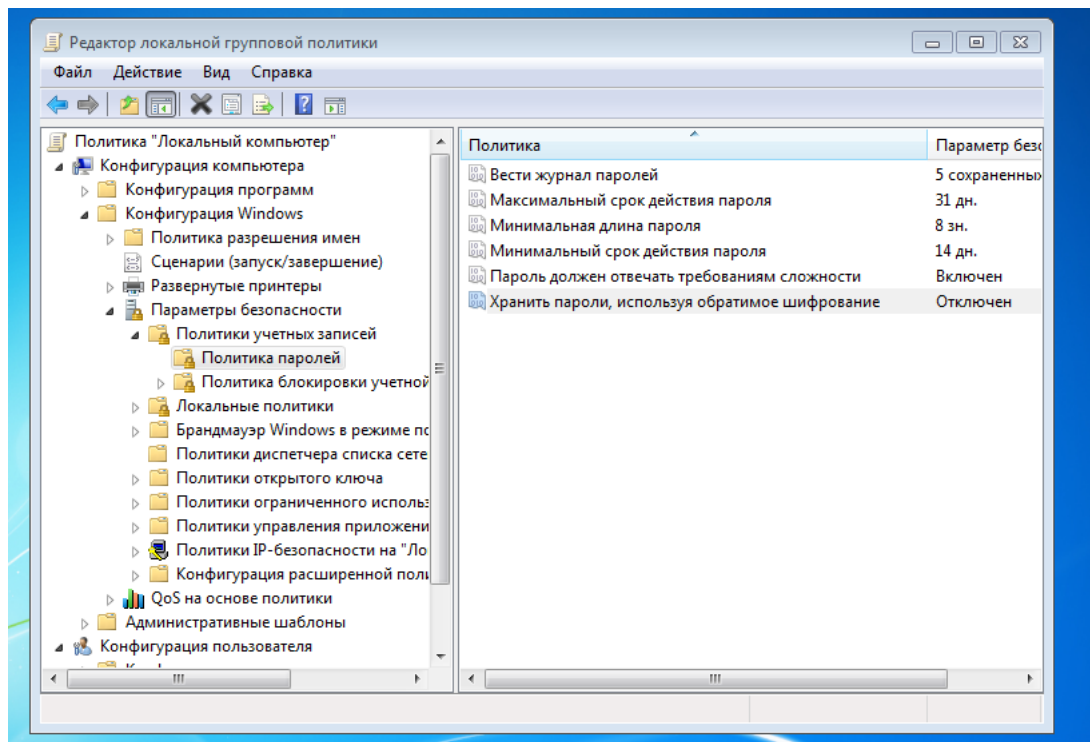 Редактор локальной групповой политики
Файл Действие Вид Справка
Политика "Локальный компьютер"
Конфигурация компьютера
Конфигурация программ
Конфигурация Windows
Политика разрешения имен
Сценарии (запуск/завершение)
Развернутые принтеры
Параметры безопасности
Политики учетных записей
Политика паролей
Политика блокировки учетной
Локальные политики
Брандмауэр Windows в режиме по
Политики диспетчера списка сете
Политики открытого ключа
Политики ограниченного использ
Политики управления приложени
Политики IP-безопасности на "Ло
Конфигурация расширенной поли
QoS на основе политики
Административные шаблоны
Конфигурация пользователя
Политика Параметр безо
Вести журнал паролей 5 сохраненных
Максимальный срок действия пароля 31 дн.
Минимальная длина пароля 8 зн.
Минимальный срок действия пароля 14 дн.
Пароль должен отвечать требованиям сложности Включен
Хранить пароли, используя обратимое шифрование Отключен